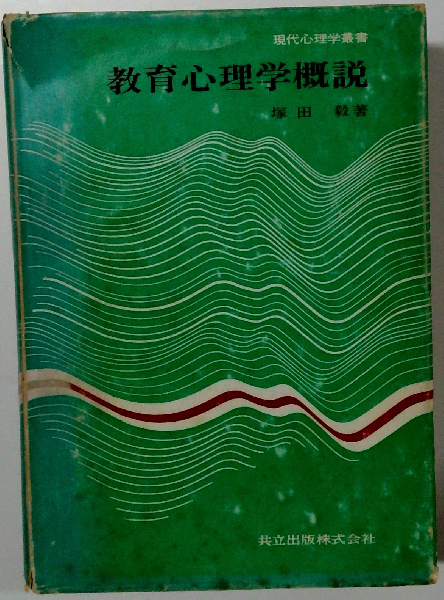 現代心理学叢書
教育心理学概説
塚田 毅著
共立出版株式会社